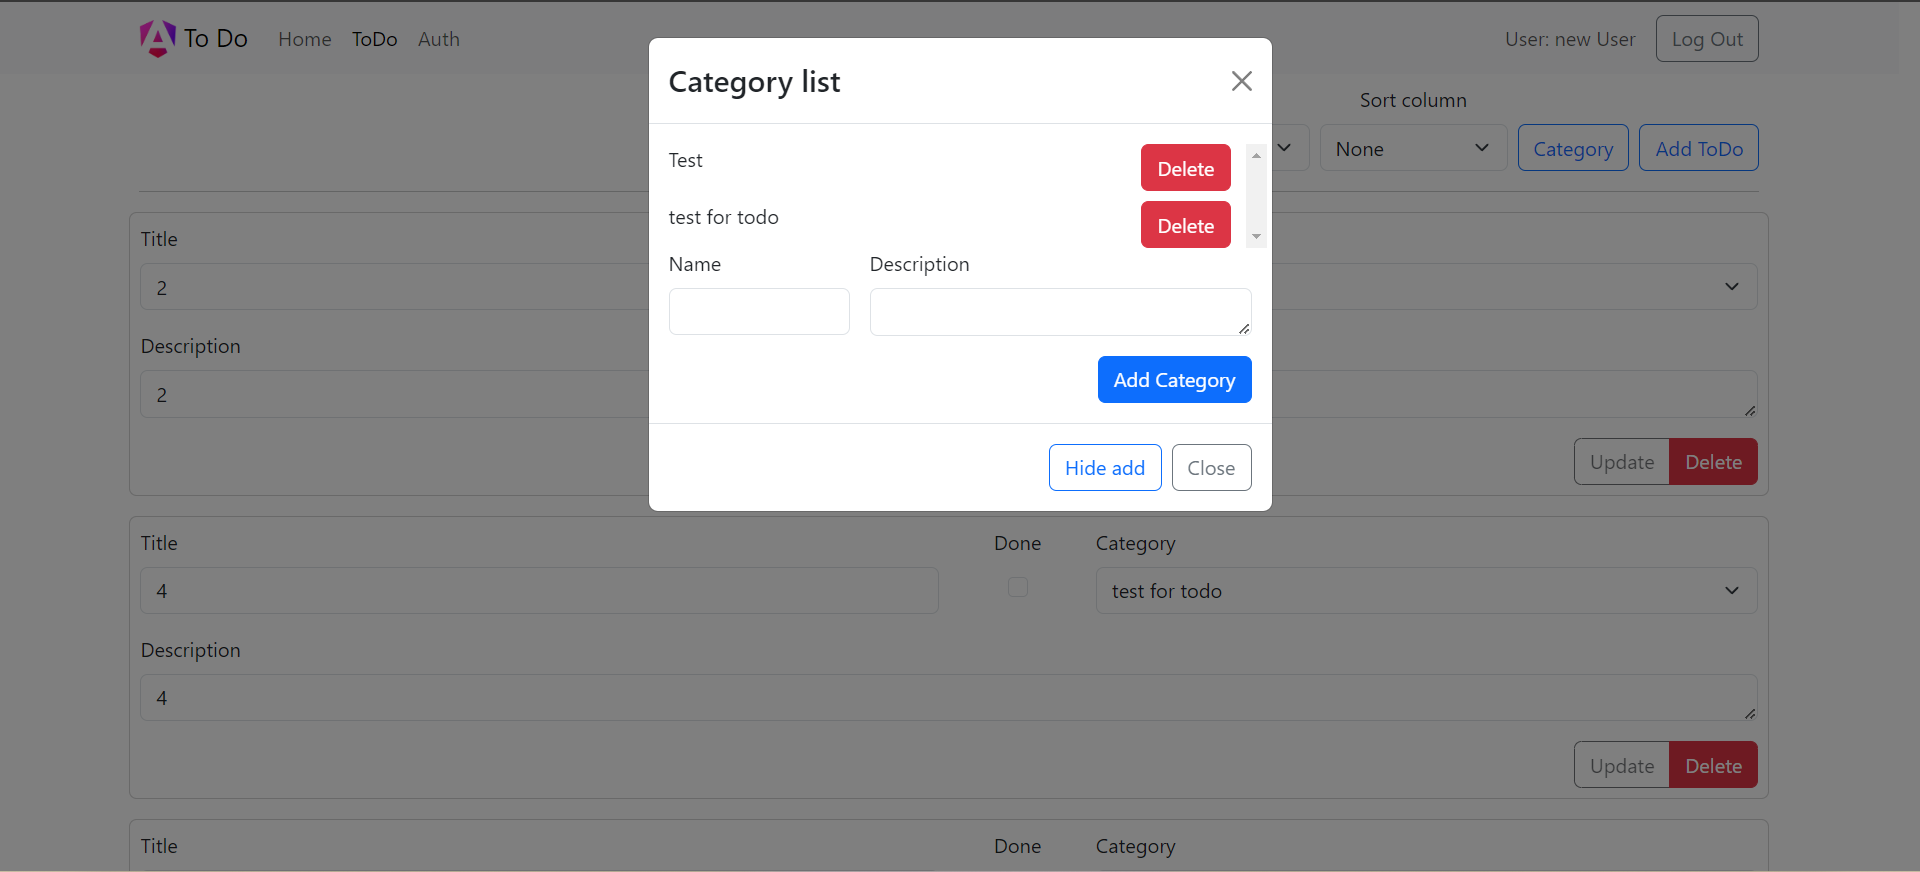 To Do Home ToDo Auth User: new User Log Out
Category list
Sort column
None Category Add ToDo
Test Delete
test for todo Delete
Name Description
Add Category
Hide add Close
Title
2
Description
2
Update Delete
Title Done Category
4 test for todo
Description
4
Update Delete
Title Done Category